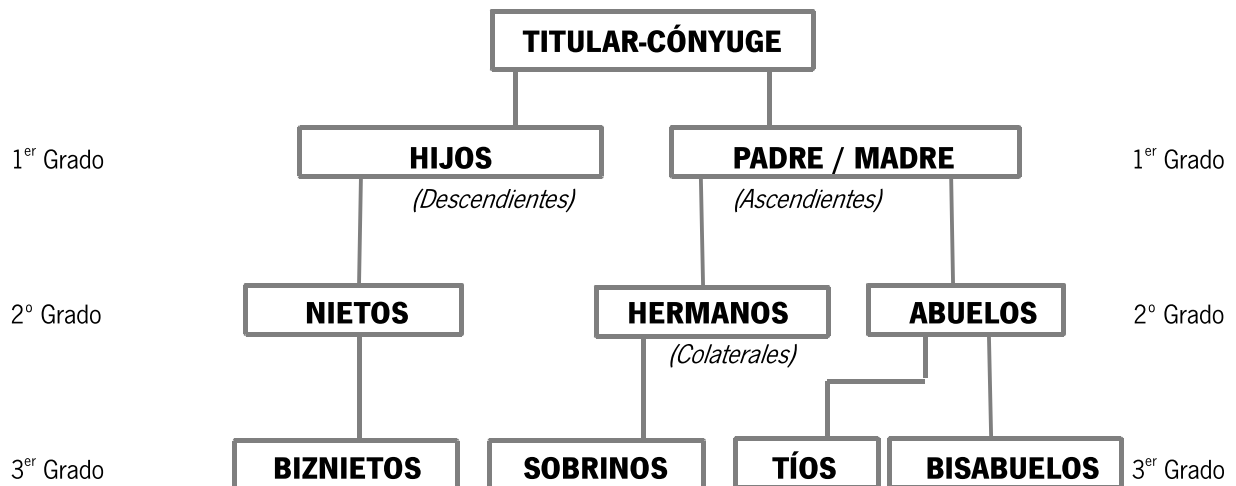 TITULAR-CÓNYUGE
1er Grado HIJOS PADRE / MADRE 1er Grado
(Descendientes) (Ascendientes)
2º Grado NIETOS HERMANOS ABUELOS 2º Grado
(Colaterales)
3er Grado BIZNIETOS SOBRINOS TÍOS BISABUELOS 3er Grado